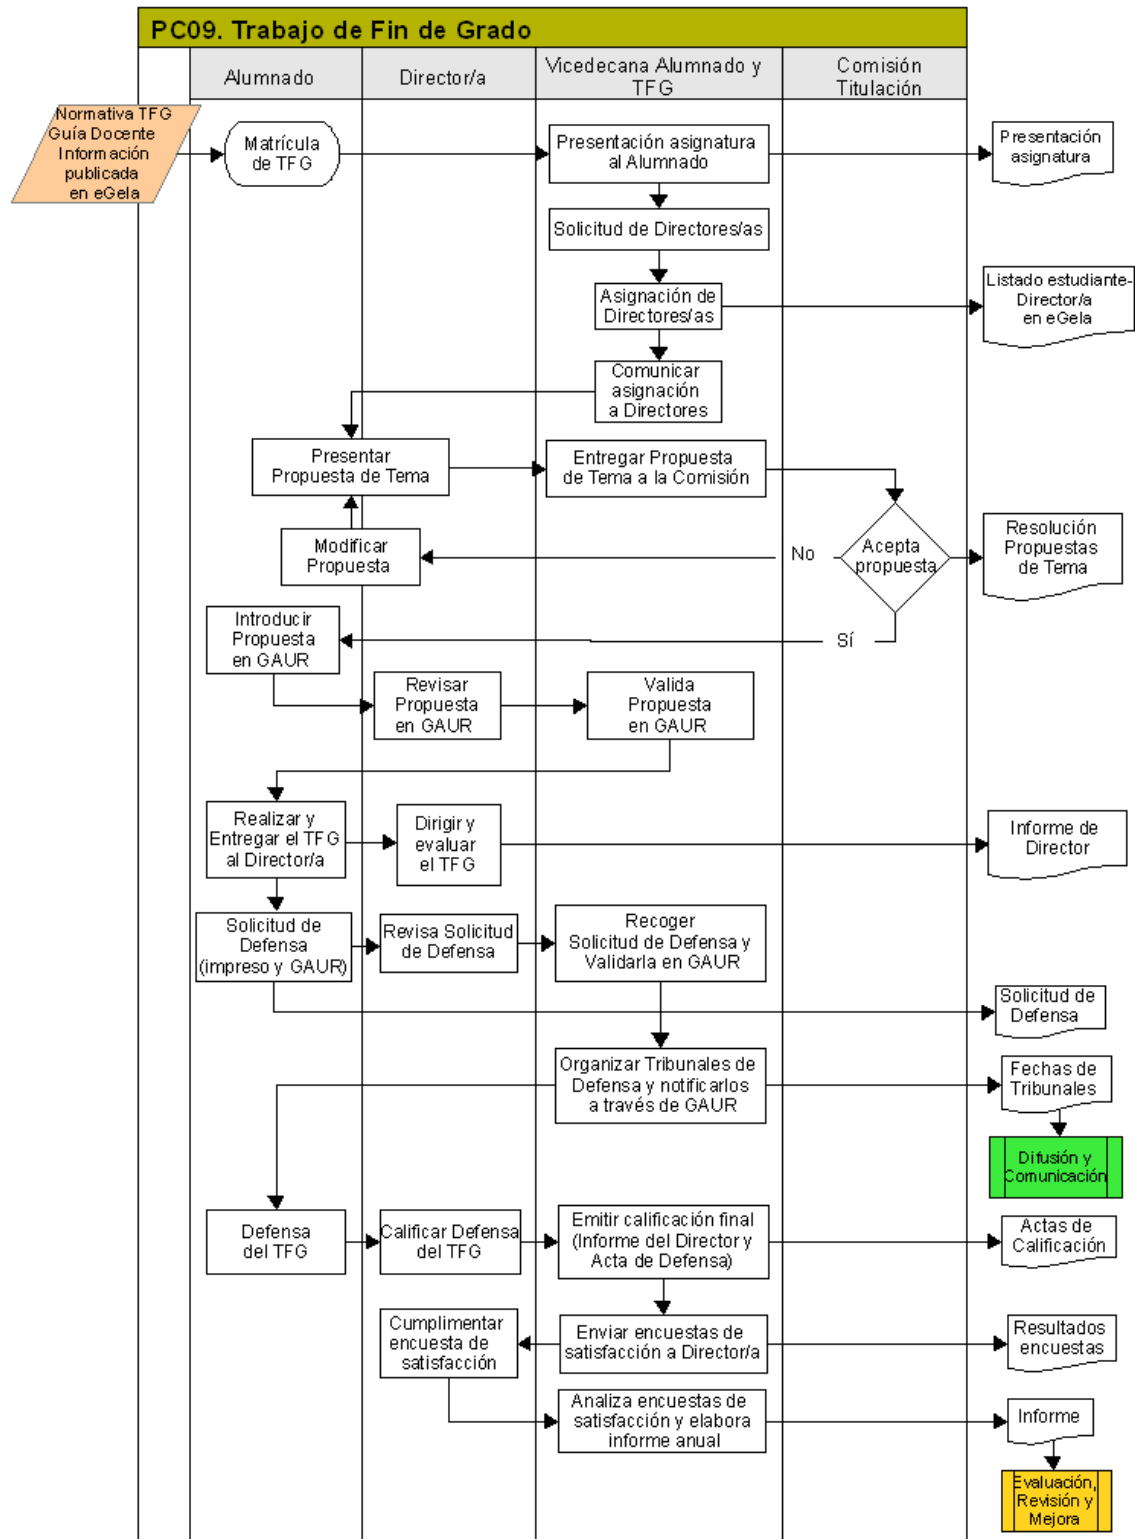 PC09. Trabajo de Fin de Grado
Alumnado
Director/a
Vicedecana Alumnado y
TFG
Comisión
Titulación
Normativa TFG
Guía Docente
Información
publicada
en eGela
Matrícula
de TFG
Presentación asignatura
al Alumnado
Presentación
asignatura
Solicitud de Directores/as
Asignación de
Directores/as
Listado estudiante-
Director/a
en eGela
Comunicar
asignación
a Directores
Presentar
Propuesta de Tema
Entregar Propuesta
de Tema a la Comisión
Modificar
Propuesta
No
Acepta
propuesta
Resolución
Propuestas
de Tema
Introducir
Propuesta
en GAUR
Sí
Revisar
Propuesta
en GAUR
Valida
Propuesta
en GAUR
Realizar y
Entregar el TFG
al Director/a
Dirigir y
evaluar
el TFG
Informe de
Director
Solicitud de
Defensa
(impreso y GAUR)
Revisa Solicitud
de Defensa
Recoger
Solicitud de Defensa y
Validarla en GAUR
Solicitud de
Defensa
Organizar Tribunales de
Defensa y notificarlos
a través de GAUR
Fechas de
Tribunales
Difusión y
Comunicación
Defensa
del TFG
Calificar Defensa
del TFG
Emitir calificación final
(Informe del Director y
Acta de Defensa)
Actas de
Calificación
Cumplimentar
encuesta de
satisfacción
Enviar encuestas de
satisfacción a Director/a
Resultados
encuestas
Analiza encuestas de
satisfacción y elabora
informe anual
Informe
Evaluación,
Revisión y
Mejora